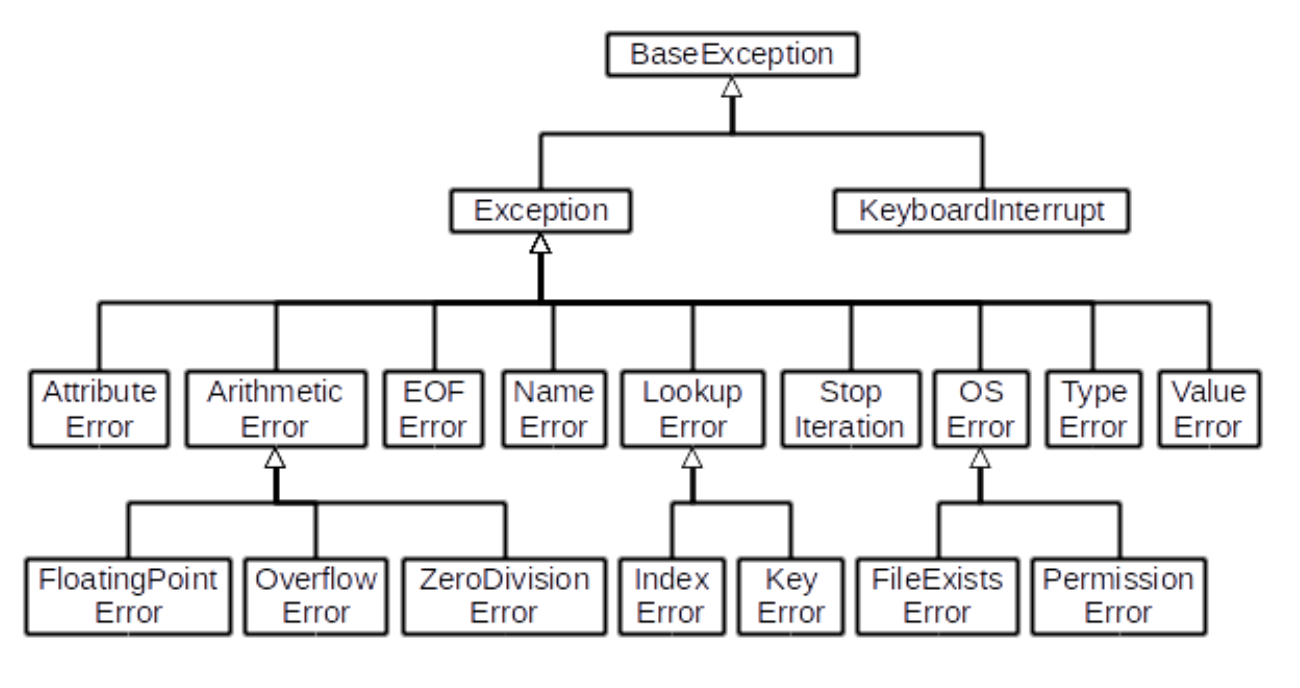 BaseException
Exception
KeyboardInterrupt
Attribute
Error
Arithmetic
Error
EOF
Error
Name
Error
Lookup
Error
Stop
Iteration
OS
Error
Type
Error
Value
Error
FloatingPoint
Error
Overflow
Error
ZeroDivision
Error
Index
Error
Key
Error
FileExists
Error
Permission
Error